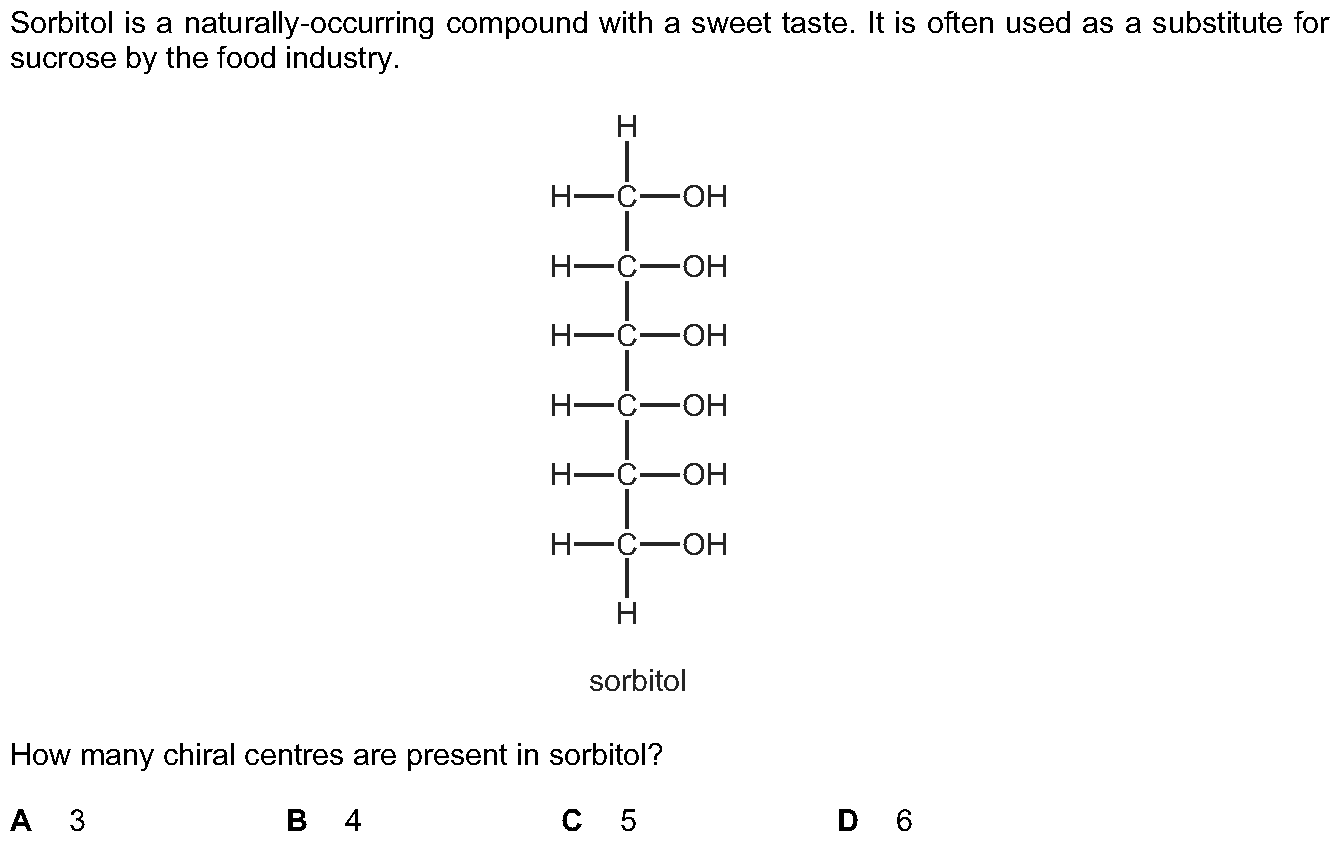 Sorbitol is a naturally-occurring compound with a sweet taste. It is often used as a substitute for
sucrose by the food industry.
H
H C OH
H C OH
H C OH
H C OH
H C OH
H C OH
H
sorbitol
How many chiral centres are present in sorbitol?
A 3 B 4 C 5 D 6